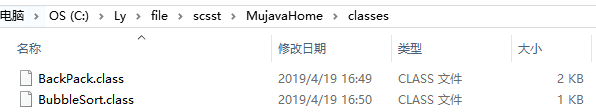 电脑 › OS (C:) › Ly › file › scsst › MujavaHome › classes
名称 修改日期 类型 大小
BackPack.class 2019/4/19 16:49 CLASS 文件 2 KB
BubbleSort.class 2019/4/19 16:50 CLASS 文件 1 KB